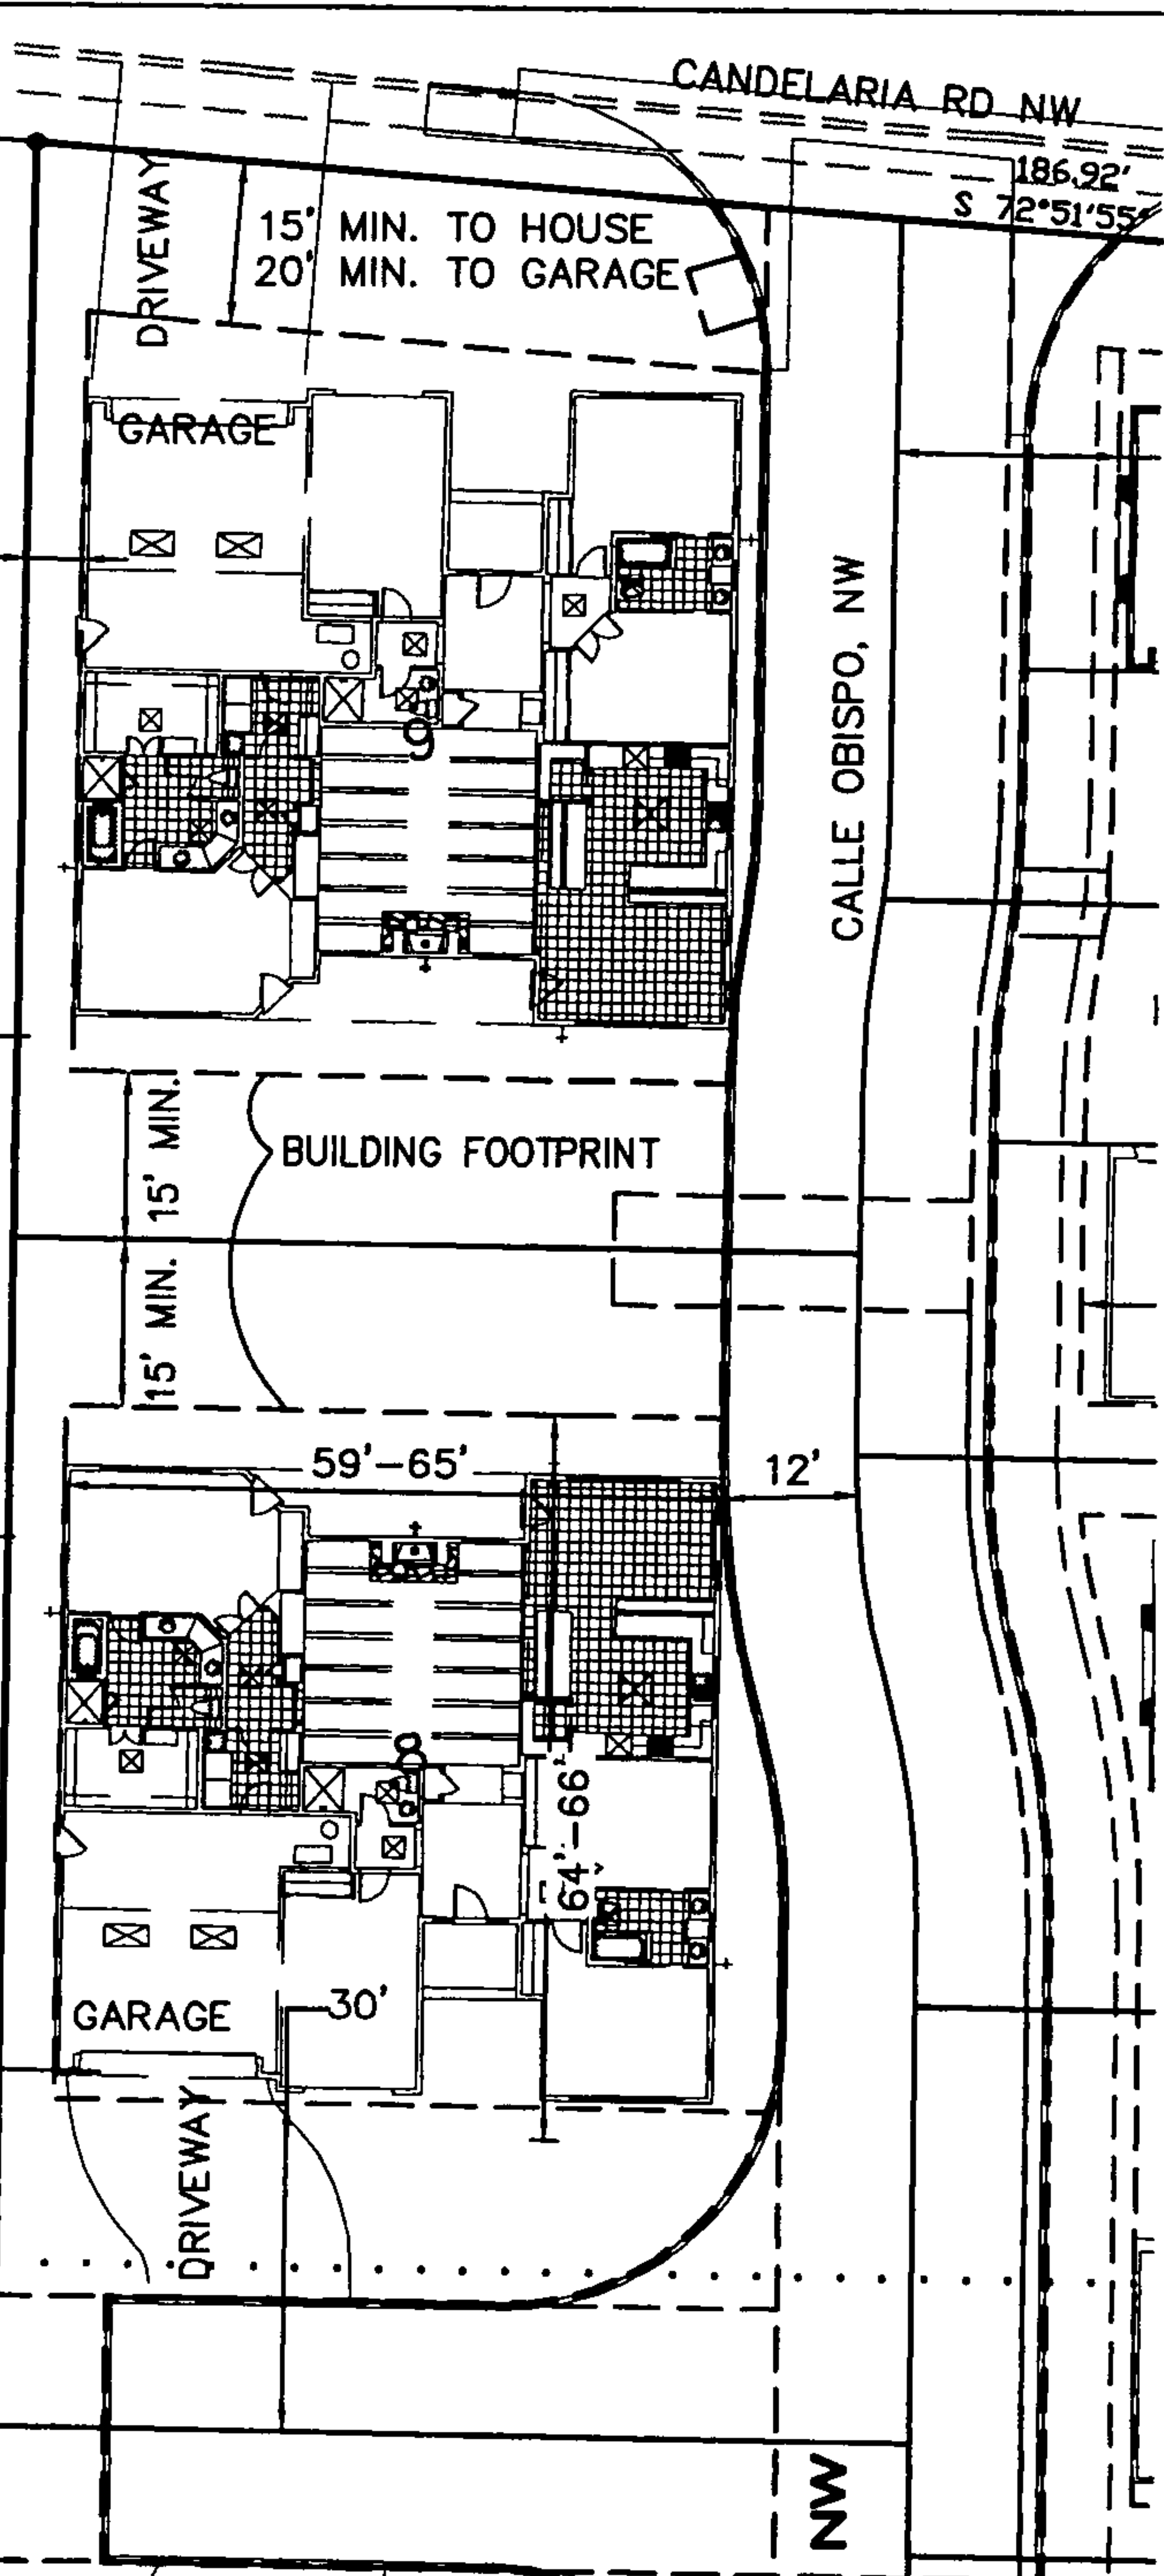 CANDELARIA RD NW
186.92'
S 72°51'55"
DRIVEWAY
15' MIN. TO HOUSE
20' MIN. TO GARAGE
GARAGE
9
CALLE OBISPO, NW
15' MIN.
BUILDING FOOTPRINT
15' MIN.
59'-65'
12'
8
64'-66'
GARAGE
30'
DRIVEWAY
NW